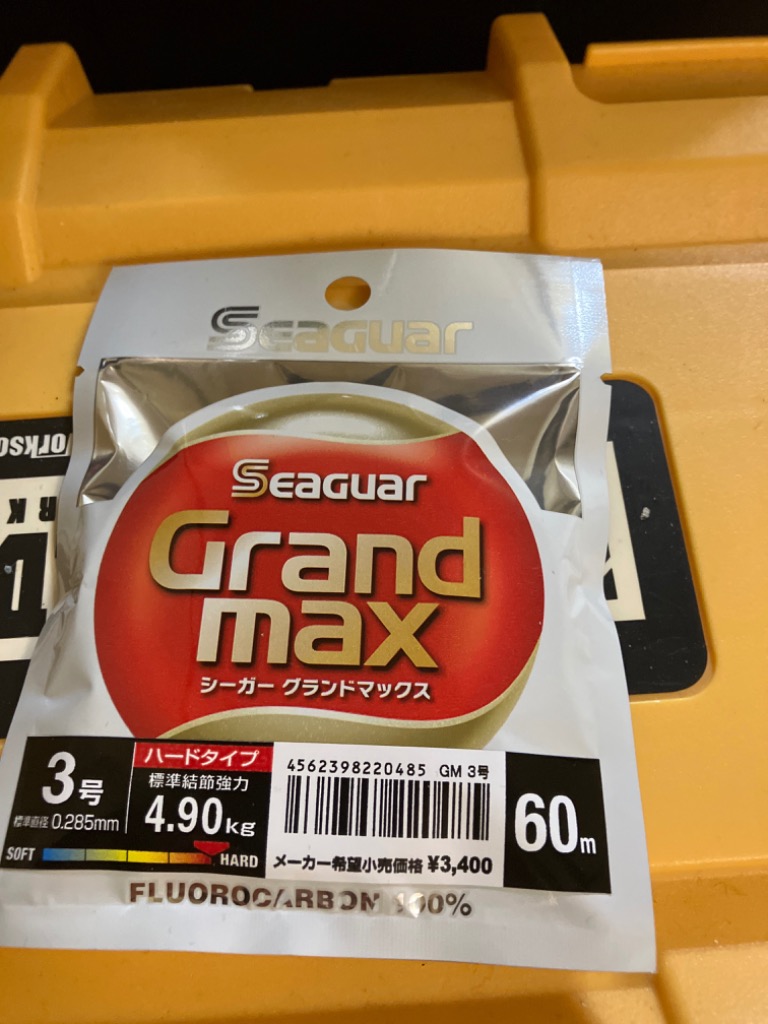 Seaguar
Seaguar
Grand
max
シーガー グランドマックス
3号
標準直径 0.285mm
ハードタイプ
標準結節強力
4.90kg
SOFT HARD
4562398220485 GM 3号
メーカー希望小売価格 ¥3,400
60m
FLUOROCARBON 100%